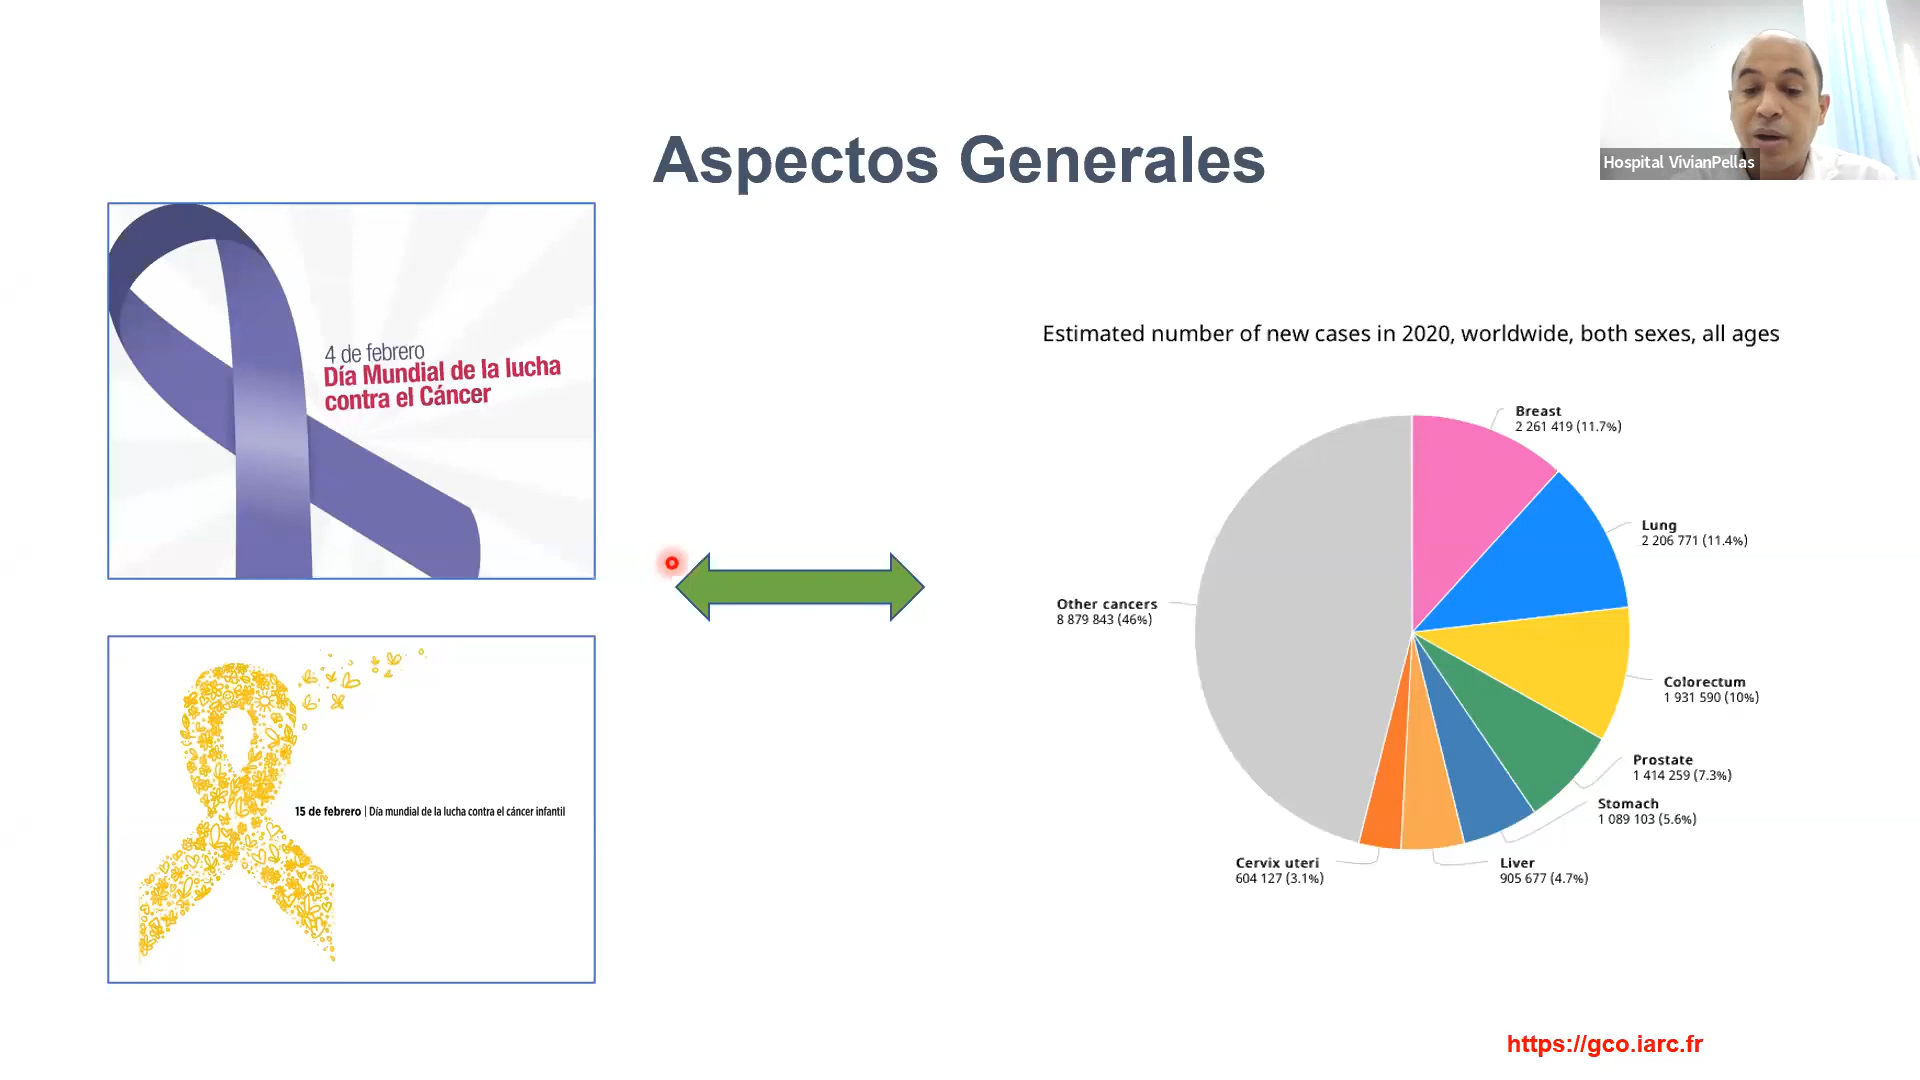 Hospital VivianPellas
Aspectos Generales
4 de febrero
Día Mundial de la lucha
contra el Cáncer
15 de febrero | Día mundial de la lucha contra el cáncer infantil
Estimated number of new cases in 2020, worldwide, both sexes, all ages
Breast
2 261 419 (11.7%)
Lung
2 206 771 (11.4%)
Colorectum
1 931 590 (10%)
Prostate
1 414 259 (7.3%)
Stomach
1 089 103 (5.6%)
Liver
905 677 (4.7%)
Cervix uteri
604 127 (3.1%)
Other cancers
8 879 843 (46%)
https://gco.iarc.fr